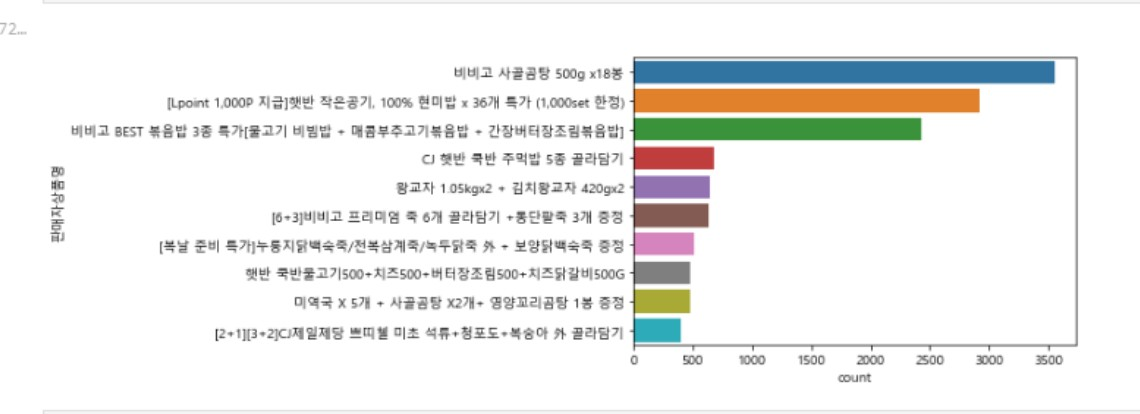 72...
비비고 사골곰탕 500g x18봉
[Lpoint 1,000P 지급]햇반 작은공기, 100% 현미밥 x 36개 특가 (1,000set 한정)
비비고 BEST 볶음밥 3종 특가[불고기 비빔밥 + 매콤부추고기볶음밥 + 간장버터장조림볶음밥]
CJ 햇반 쿡반 주먹밥 5종 골라담기
왕교자 1.05kgx2 + 김치왕교자 420gx2
[6+3]비비고 프리미엄 죽 6개 골라담기 +통단팥죽 3개 증정
[복날 준비 특가]누룽지닭백숙죽/전복삼계죽/녹두닭죽 外 + 보양닭백숙죽 증정
햇반 쿡반불고기500+치즈500+버터장조림500+치즈닭갈비500G
미역국 X 5개 + 사골곰탕 X2개+ 영양꼬리곰탕 1봉 증정
[2+1][3+2]CJ제일제당 쁘띠첼 미초 석류+청포도+복숭아 外 골라담기
판매자상품명
0 500 1000 1500 2000 2500 3000 3500
count